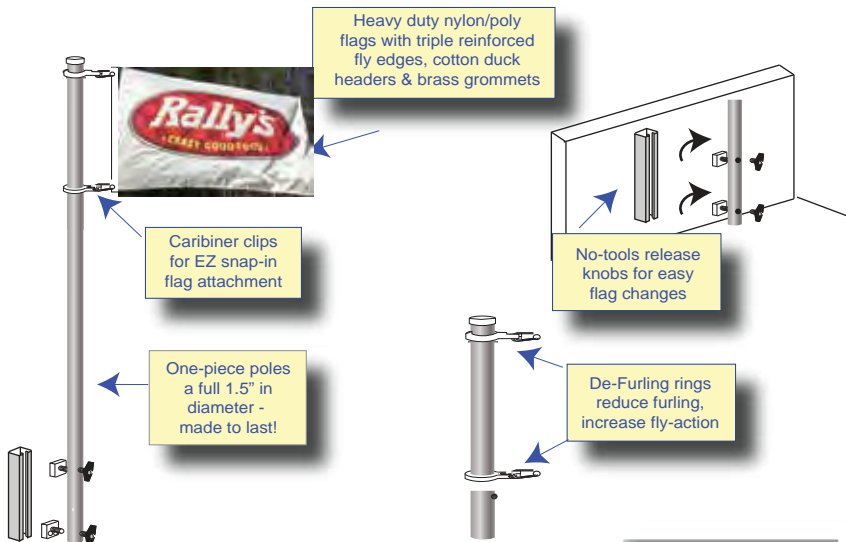 Heavy duty nylon/poly
flags with triple reinforced
fly edges, cotton duck
headers & brass grommets
Rally's
Caribiner clips
for EZ snap-in
flag attachment
No-tools release
knobs for easy
flag changes
One-piece poles
a full 1.5” in
diameter -
made to last!
De-Furling rings
reduce furling,
increase fly-action